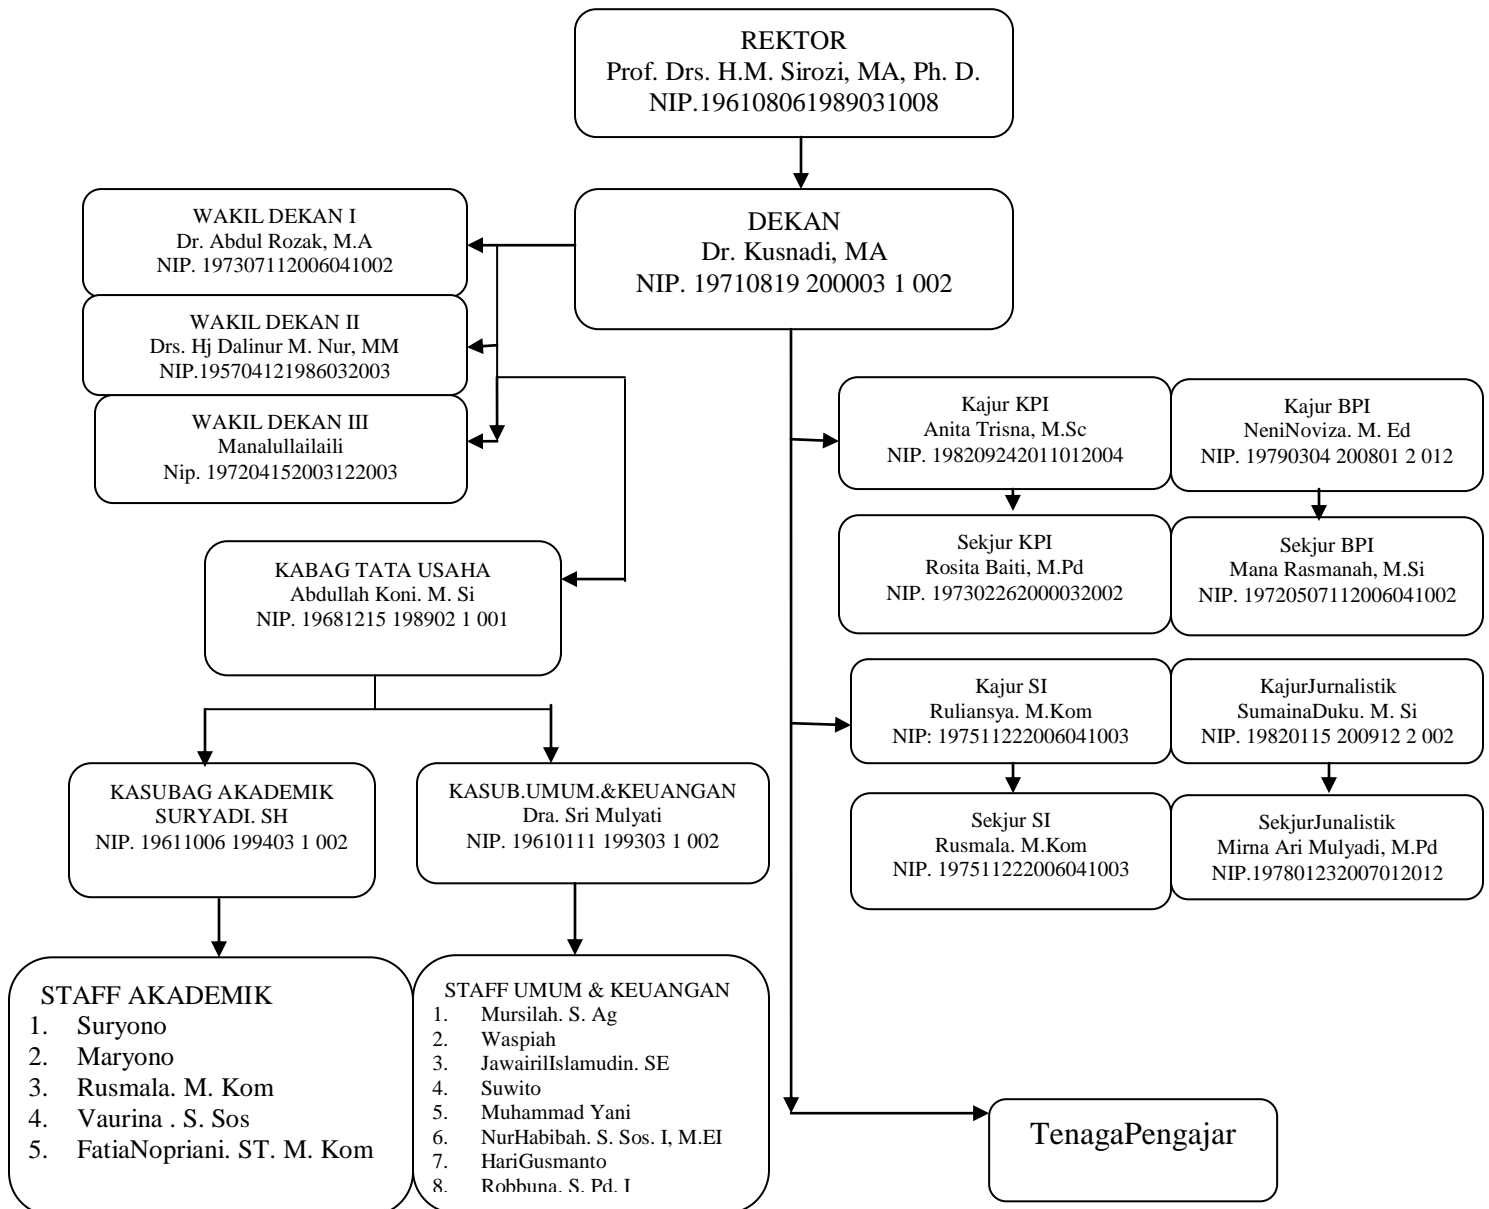 REKTOR
Prof. Drs. H.M. Sirozi, MA, Ph. D.
NIP.196108061989031008
DEKAN
Dr. Kusnadi, MA
NIP. 19710819 200003 1 002
WAKIL DEKAN I
Dr. Abdul Rozak, M.A
NIP. 197307112006041002
WAKIL DEKAN II
Drs. Hj Dalinur M. Nur, MM
NIP.195704121986032003
WAKIL DEKAN III
Manalullailaili
Nip. 197204152003122003
KABAG TATA USAHA
Abdullah Koni. M. Si
NIP. 19681215 198902 1 001
Kajur KPI
Anita Trisna, M.Sc
NIP. 198209242011012004
Kajur BPI
NeniNoviza. M. Ed
NIP. 19790304 200801 2 012
Sekjur KPI
Rosita Baiti, M.Pd
NIP. 197302262000032002
Sekjur BPI
Mana Rasmanah, M.Si
NIP. 19720507112006041002
Kajur SI
Ruliansya. M.Kom
NIP: 197511222006041003
KajurJurnalistik
SumainaDuku. M. Si
NIP. 19820115 200912 2 002
Sekjur SI
Rusmala. M.Kom
NIP. 197511222006041003
SekjurJunalistik
Mirna Ari Mulyadi, M.Pd
NIP.197801232007012012
KASUBAG AKADEMIK
SURYADI. SH
NIP. 19611006 199403 1 002
KASUB.UMUM.&KEUANGAN
Dra. Sri Mulyati
NIP. 19610111 199303 1 002
STAFF AKADEMIK
1. Suryono
2. Maryono
3. Rusmala. M. Kom
4. Vaurina . S. Sos
5. FatiaNopriani. ST. M. Kom
STAFF UMUM & KEUANGAN
1. Mursilah. S. Ag
2. Waspiah
3. JawairilIslamudin. SE
4. Suwito
5. Muhammad Yani
6. NurHabibah. S. Sos. I, M.EI
7. HariGusmanto
8. Robbuna. S. Pd. I
TenagaPengajar